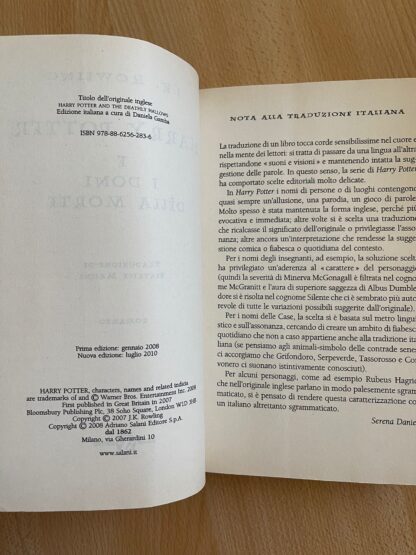 Titolo dell'originale inglese
HARRY POTTER AND THE DEATHLY HALLOWS
Edizione italiana a cura di Daniela Gamba
ISBN 978-88-6256-283-6
Prima edizione: gennaio 2008
Nuova edizione: luglio 2010
HARRY POTTER, characters, names and related indicia
are trademarks of and © Warner Bros. Entertainment Inc.
First published in Great Britain in 2007
Bloomsbury Publishing Plc, 38 Soho Square, London W1D 3HB
Copyright © 2007 J.K. Rowling
Copyright © 2008 Adriano Salani Editore
dal 1862
Milano, via Gherardini 10
www.salani.it
NOTA ALLA TRADUZIONE ITALIANA
La traduzione di un libro tocca corde sensibilissime nel cuore e
nella mente dei lettori: si tratta di passare da una lingua all'altra
rispettandone « suoni e visioni » e mantenendo intatta la sug-
gestione delle parole. In questo senso, la serie di Harry Potter
ha comportato scelte editoriali molto delicate.
In Harry Potter i nomi di persone o di luoghi contengono
quasi sempre un'allusione, una parodia, un gioco di parole.
Molto spesso è stata mantenuta la forma inglese, perché più
evocativa e immediata; altre volte si è scelta una traduzione
che ricalcasse il significato dell'originale o privilegiasse l'asso-
nanza; altre ancora un'interpretazione che rendesse la sugge-
stione comica o fiabesca o quotidiana del contesto.
Per i nomi degli insegnanti, ad esempio, la soluzione scelta
ha privilegiato un'aderenza al « carattere » del personaggio
(quindi la severità di Minerva McGonagall è filtrata nel cogno-
me McGranitt e l'aura di superiore saggezza di Albus Dumble-
dore si è risolta nel cognome Silente che ci è sembrato più auto-
revole di tutte le variazioni possibili suggerite dall'originale).
Per i nomi delle Case, la scelta si è basata sul metro lingui-
stico e sull'assonanza, cercando di creare un ambito di fiabesco
quotidiano che non a caso appartiene anche alla tradizione ita-
liana (se pensiamo agli animali-simbolo delle contrade senesi
ci accorgiamo che Grifondoro, Serpeverde, Tassorosso e Cor-
vonero ci suonano istintivamente conosciuti).
Per alcuni personaggi, come ad esempio Rubeus Hagrid
che nell'originale inglese parlano in modo palesemente sgram-
maticato, si è pensato di rendere questa caratterizzazione con
un italiano altrettanto sgrammaticato.
Serena Daniele